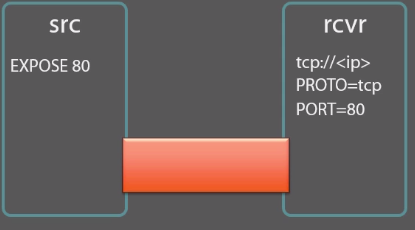 src
EXPOSE 80
rcvr
tcp://<ip>
PROTO=tcp
PORT=80